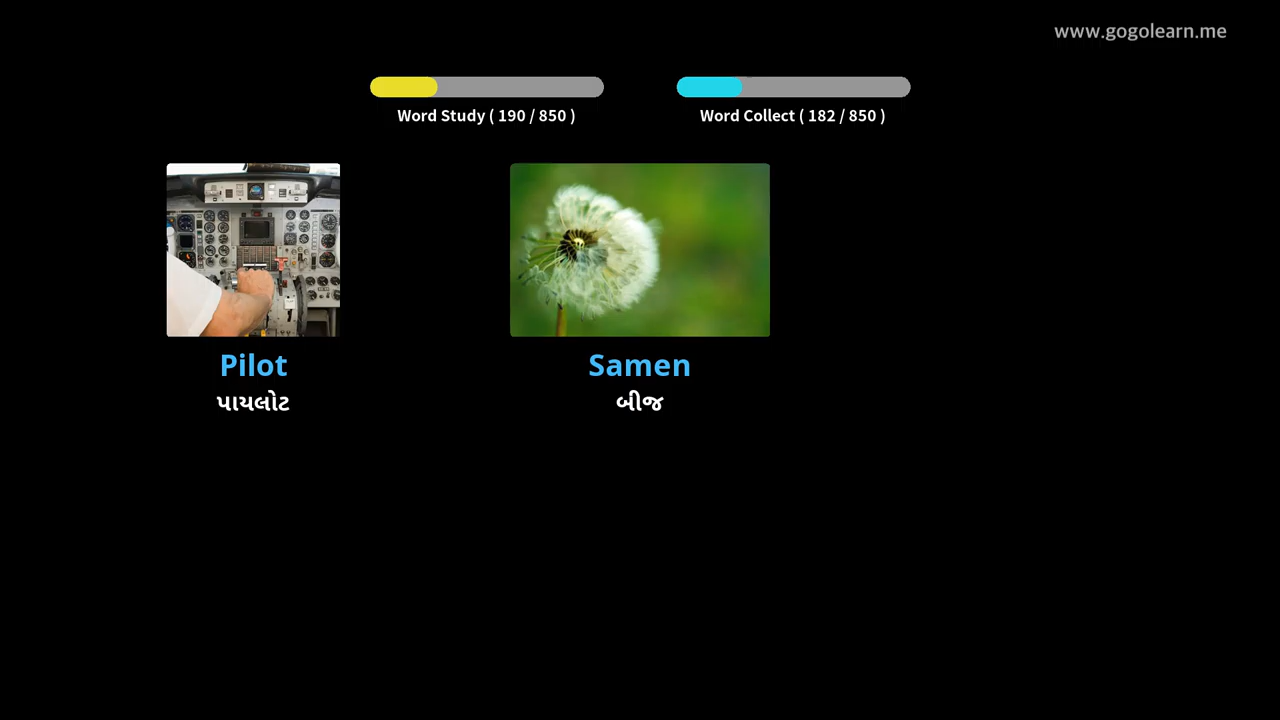 www.gogolearn.me
Word Study ( 190 / 850 )
Word Collect ( 182 / 850 )
Pilot
પાયલોટ
Samen
બીજ